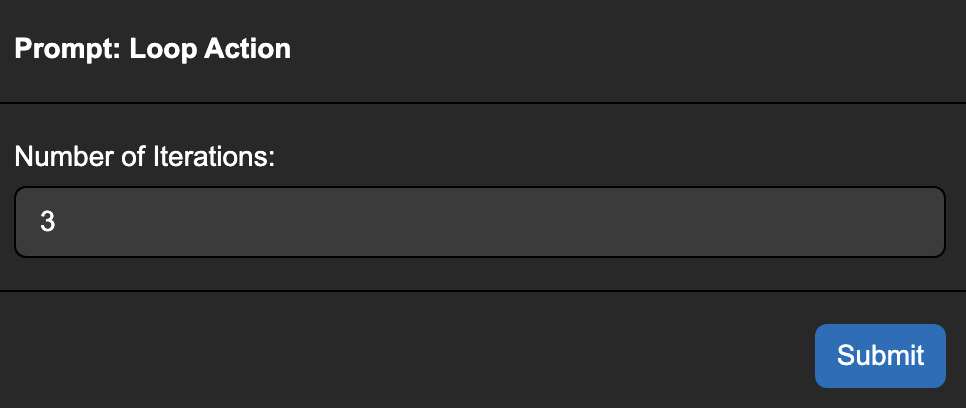 Prompt: Loop Action
Number of Iterations:
3
Submit